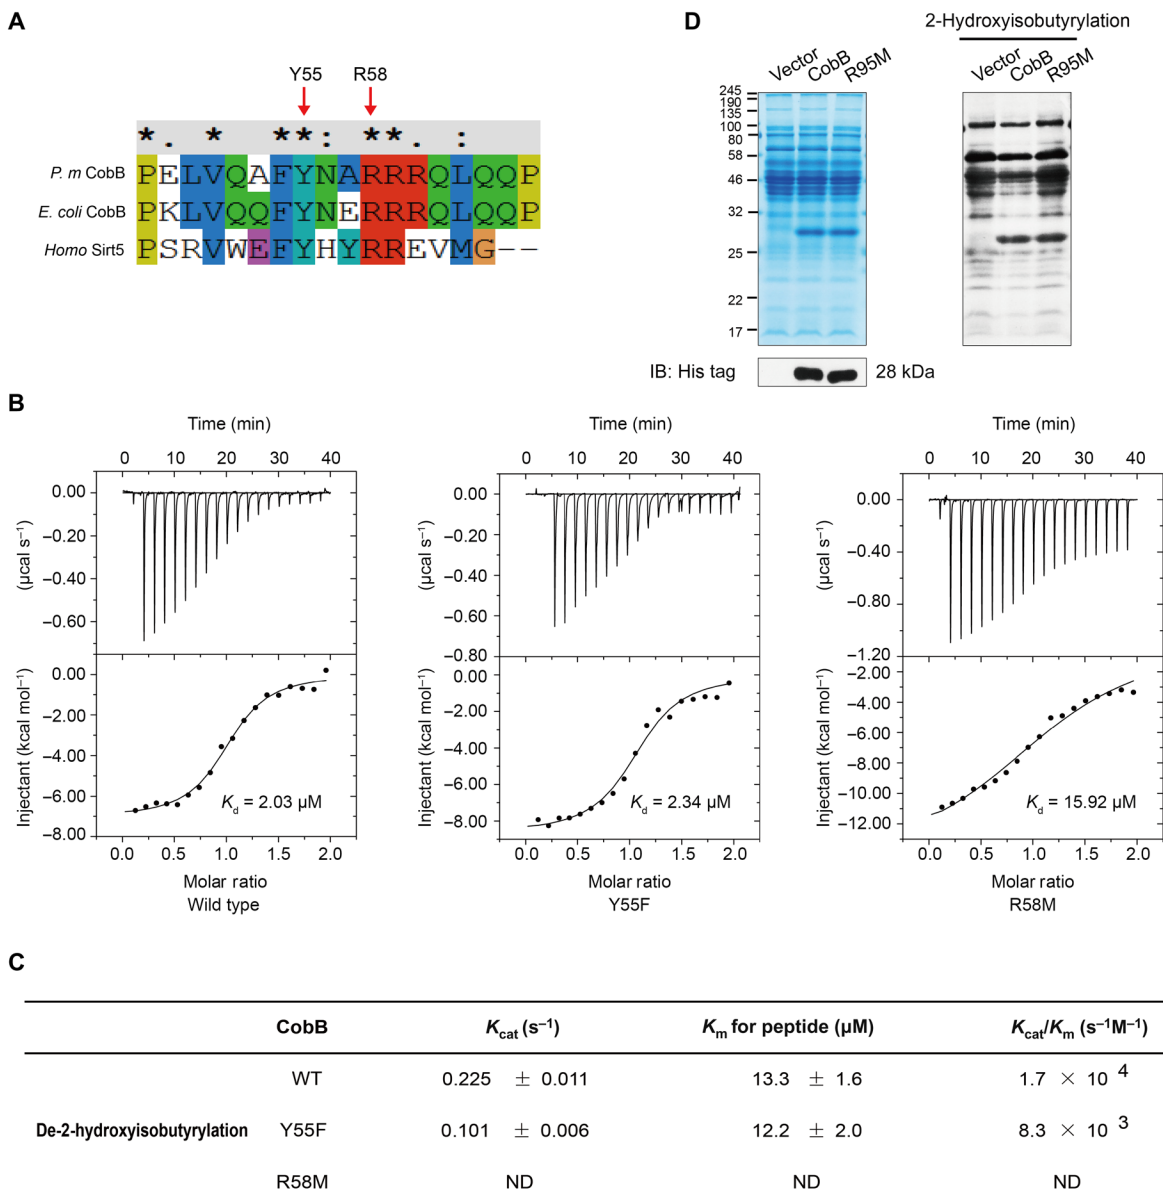 A
Y55 R58
* . * * * : * * . :
P. m CobB PELVQAFYNARRRQLQQP
E. coli CobB PKLVQQFYNERRRQLQQP
Homo Sirt5 PSRVWEFYHYRREVMG--
D
2-Hydroxyisobutyrylation
Vector CobB R95M
Vector CobB R95M
245
190
135
100
80
58
46
32
25
22
17
IB: His tag 28 kDa
B
Time (min)
0 10 20 30 40
0.00
–0.20
–0.40
–0.60
(µcal s–1)
0.00
–2.00
–4.00
–6.00
–8.00
Injectant (kcal mol–1)
Kd = 2.03 µM
0.0 0.5 1.0 1.5 2.0
Molar ratio
Wild type
Time (min)
0 10 20 30 40
0.00
–0.20
–0.40
–0.60
–0.80
(µcal s–1)
0.00
–2.00
–4.00
–6.00
–8.00
Injectant (kcal mol–1)
Kd = 2.34 µM
0.0 0.5 1.0 1.5 2.0
Molar ratio
Y55F
Time (min)
0 10 20 30 40
0.00
–0.40
–0.80
–1.20
(µcal s–1)
–2.00
–4.00
–6.00
–8.00
–10.00
–12.00
Injectant (kcal mol–1)
Kd = 15.92 µM
0.0 0.5 1.0 1.5 2.0
Molar ratio
R58M
C
CobB Kcat (s–1) Km for peptide (µM) Kcat/Km (s–1M–1)
WT 0.225 ± 0.011 13.3 ± 1.6 1.7 × 10 4
De-2-hydroxyisobutyrylation Y55F 0.101 ± 0.006 12.2 ± 2.0 8.3 × 10 3
R58M ND ND ND